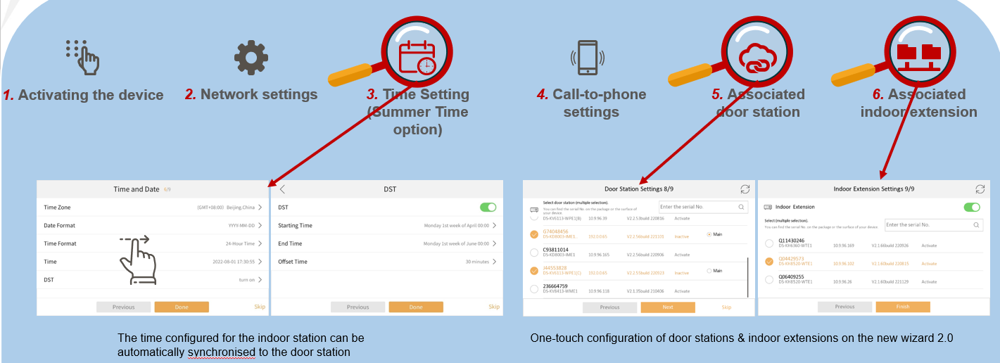 1. Activating the device
2. Network settings
3. Time Setting
(Summer Time
option)
4. Call-to-phone
settings
5. Associated
door station
6. Associated
indoor extension
Time and Date 6/9
Time Zone (GMT+08:00) Beijing,China
Date Format YYYY-MM-DD
Time Format 24-Hour Time
Time 2022-08-01 17:30:55
DST turn on
Previous Done Skip
DST
DST
Starting Time Monday 1st week of April 00:00
End Time Monday 1st week of June 00:00
Offset Time 30 minutes
Previous Done Skip
Door Station Settings 8/9
Select door station (multiple selection).
You can find the serial No. on the package or the surface of
your device.
Enter the serial No.
DS-KV6113-WPE1(B) 10.9.96.39 V2.2.53build 220816 Activate
G74048456
DS-KD8003-IME1 192.0.0.65 V2.2.56build 221103 Inactive Main
C93811014
DS-KD8003-IME1 10.9.96.165 V2.2.56build 220906 Activate
J44553828
DS-KV6113-WPE1(C) 192.0.0.65 V2.2.55build 220923 Inactive Main
236664759
DS-KV8413-WME1 10.9.96.118 V2.1.35build 210406 Activate
Previous Next Skip
Indoor Extension Settings 9/9
Indoor Extension
Select (multiple selection).
You can find the serial No. on the package or the surface of your device.
Enter the serial No.
Q11430246
DS-KH6360-WTE1 10.9.96.169 V2.1.66build 220926 Activate
Q04429573
DS-KH8520-WTE1 10.9.96.102 V2.1.60build 220815 Activate
Q06409255
DS-KH8520-WTE1 10.9.96.26 V2.1.60build 221129 Activate
Previous Finish
The time configured for the indoor station can be
automatically synchronised to the door station
One-touch configuration of door stations & indoor extensions on the new wizard 2.0